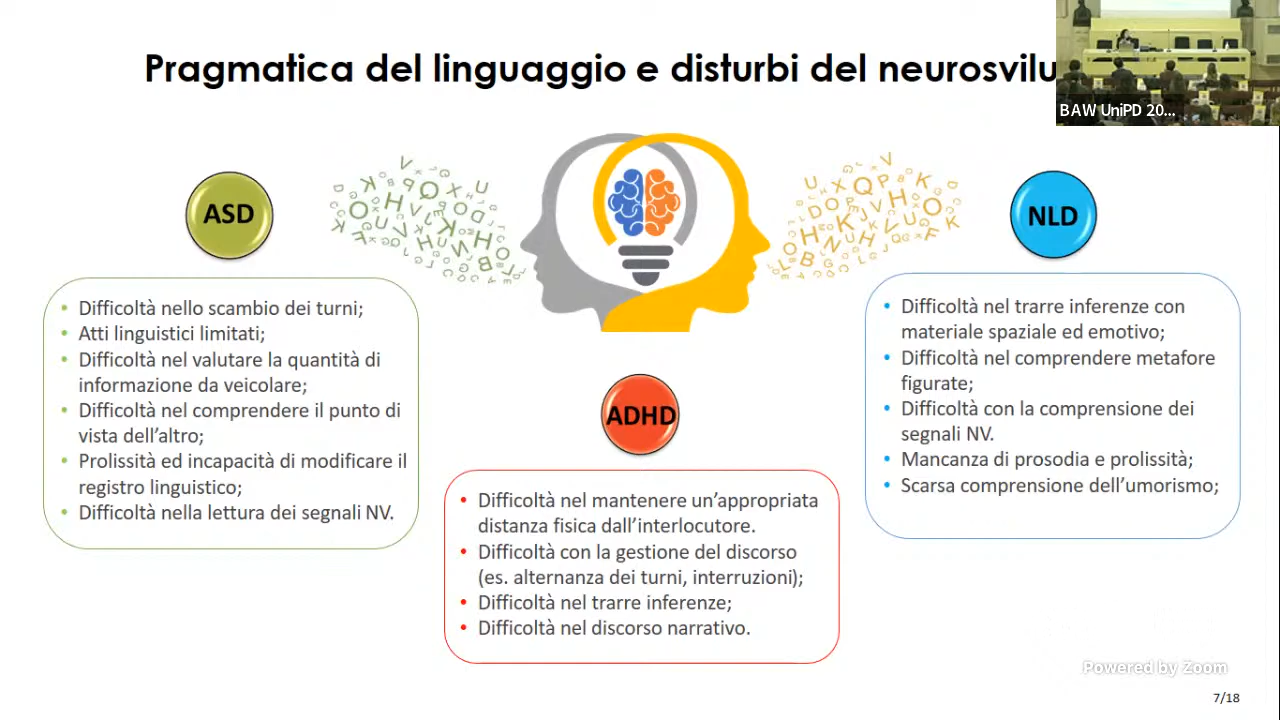 Pragmatica del linguaggio e disturbi del neurosvilu
BAW UniPD 20...
ASD
NLD
• Difficoltà nello scambio dei turni;
• Atti linguistici limitati;
• Difficoltà nel valutare la quantità di
informazione da veicolare;
• Difficoltà nel comprendere il punto di
vista dell’altro;
• Prolissità ed incapacità di modificare il
registro linguistico;
• Difficoltà nella lettura dei segnali NV.
ADHD
• Difficoltà nel mantenere un’appropriata
distanza fisica dall’interlocutore.
• Difficoltà con la gestione del discorso
(es. alternanza dei turni, interruzioni);
• Difficoltà nel trarre inferenze;
• Difficoltà nel discorso narrativo.
• Difficoltà nel trarre inferenze con
materiale spaziale ed emotivo;
• Difficoltà nel comprendere metafore
figurate;
• Difficoltà con la comprensione dei
segnali NV.
• Mancanza di prosodia e prolissità;
• Scarsa comprensione dell’umorismo;
Powered by Zoom
7/18